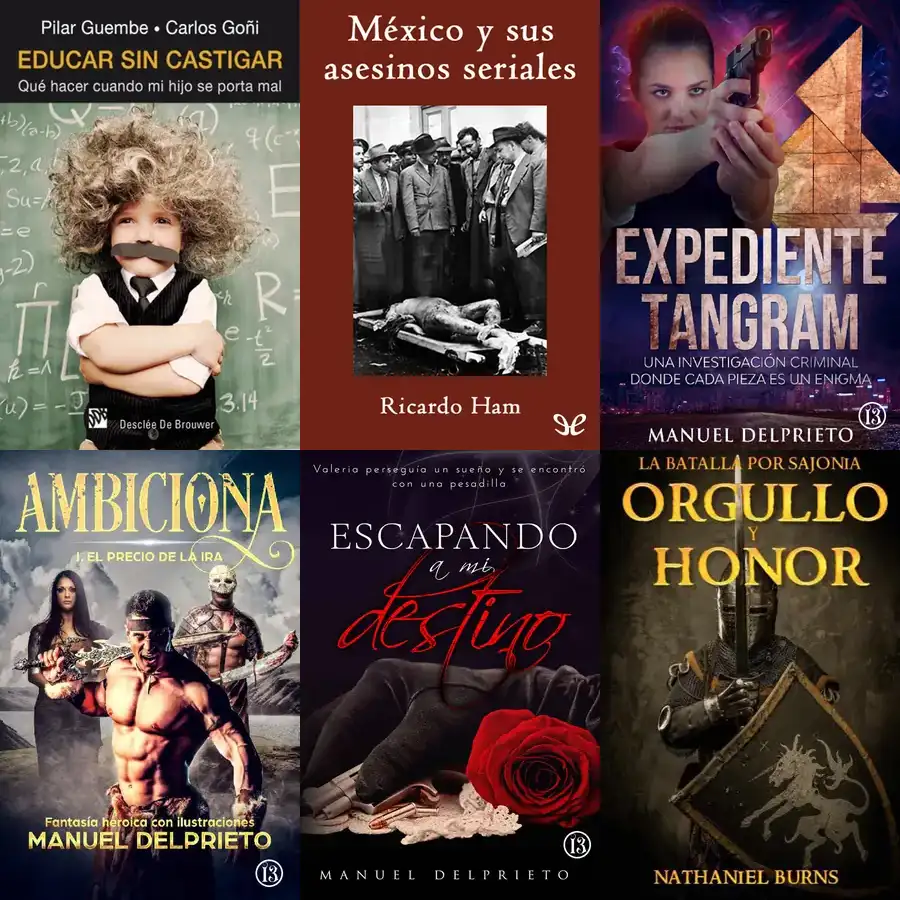 Pilar Guembe • Carlos Goñi
EDUCAR SIN CASTIGAR
Qué hacer cuando mi hijo se porta mal
3.14
Desclée De Brouwer
México y sus
asesinos seriales
Ricardo Ham
EXPEDIENTE
TANGRAM
UNA INVESTIGACIÓN CRIMINAL
DONDE CADA PIEZA ES UN ENIGMA
13
MANUEL DELPRIETO
AMBICIONA
I. EL PRECIO DE LA IRA
Fantasía heroica con ilustraciones
MANUEL DELPRIETO
13
Valeria perseguía un sueño y se encontró
con una pesadilla
ESCAPANDO
a mi
destino
13
MANUEL DELPRIETO
LA BATALLA POR SAJONIA
ORGULLO
Y
HONOR
NATHANIEL BURNS